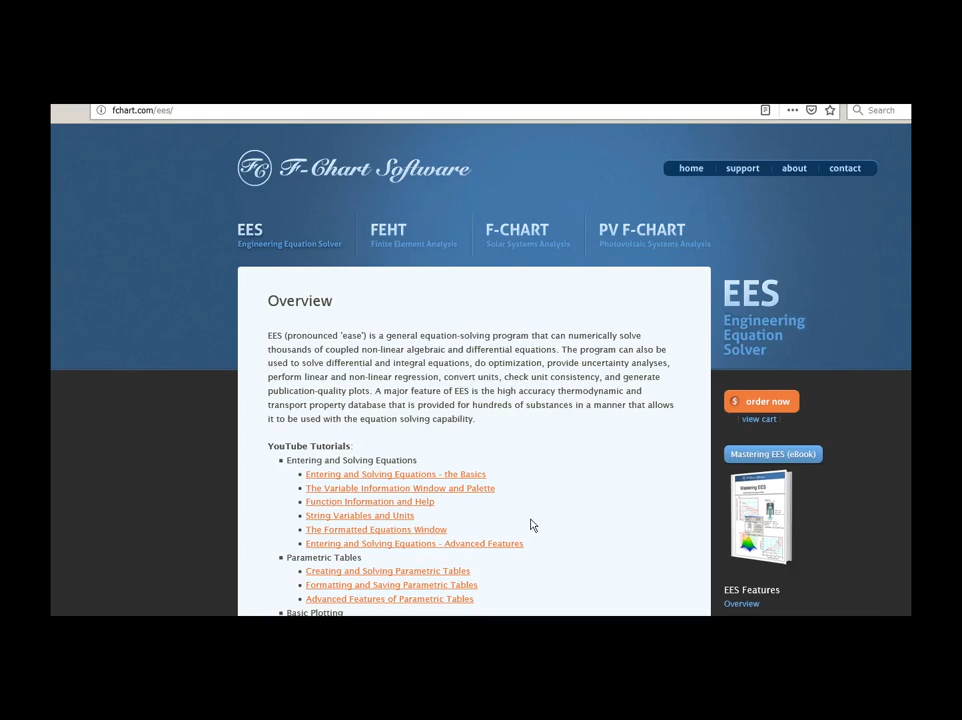 fchart.com/ees/
Search
FC F-Chart Software
home support about contact
EES
Engineering Equation Solver
FEHT
Finite Element Analysis
F-CHART
Solar Systems Analysis
PV F-CHART
Photovoltaic Systems Analysis
Overview
EES (pronounced 'ease') is a general equation-solving program that can numerically solve
thousands of coupled non-linear algebraic and differential equations. The program can also be
used to solve differential and integral equations, do optimization, provide uncertainty analyses,
perform linear and non-linear regression, convert units, check unit consistency, and generate
publication-quality plots. A major feature of EES is the high accuracy thermodynamic and
transport property database that is provided for hundreds of substances in a manner that allows
it to be used with the equation solving capability.
YouTube Tutorials:
Entering and Solving Equations
Entering and Solving Equations - the Basics
The Variable Information Window and Palette
Function Information and Help
String Variables and Units
The Formatted Equations Window
Entering and Solving Equations - Advanced Features
Parametric Tables
Creating and Solving Parametric Tables
Formatting and Saving Parametric Tables
Advanced Features of Parametric Tables
Basic Plotting
EES
Engineering
Equation
Solver
$ order now
view cart
Mastering EES (eBook)
Mastering EES
EES Features
Overview